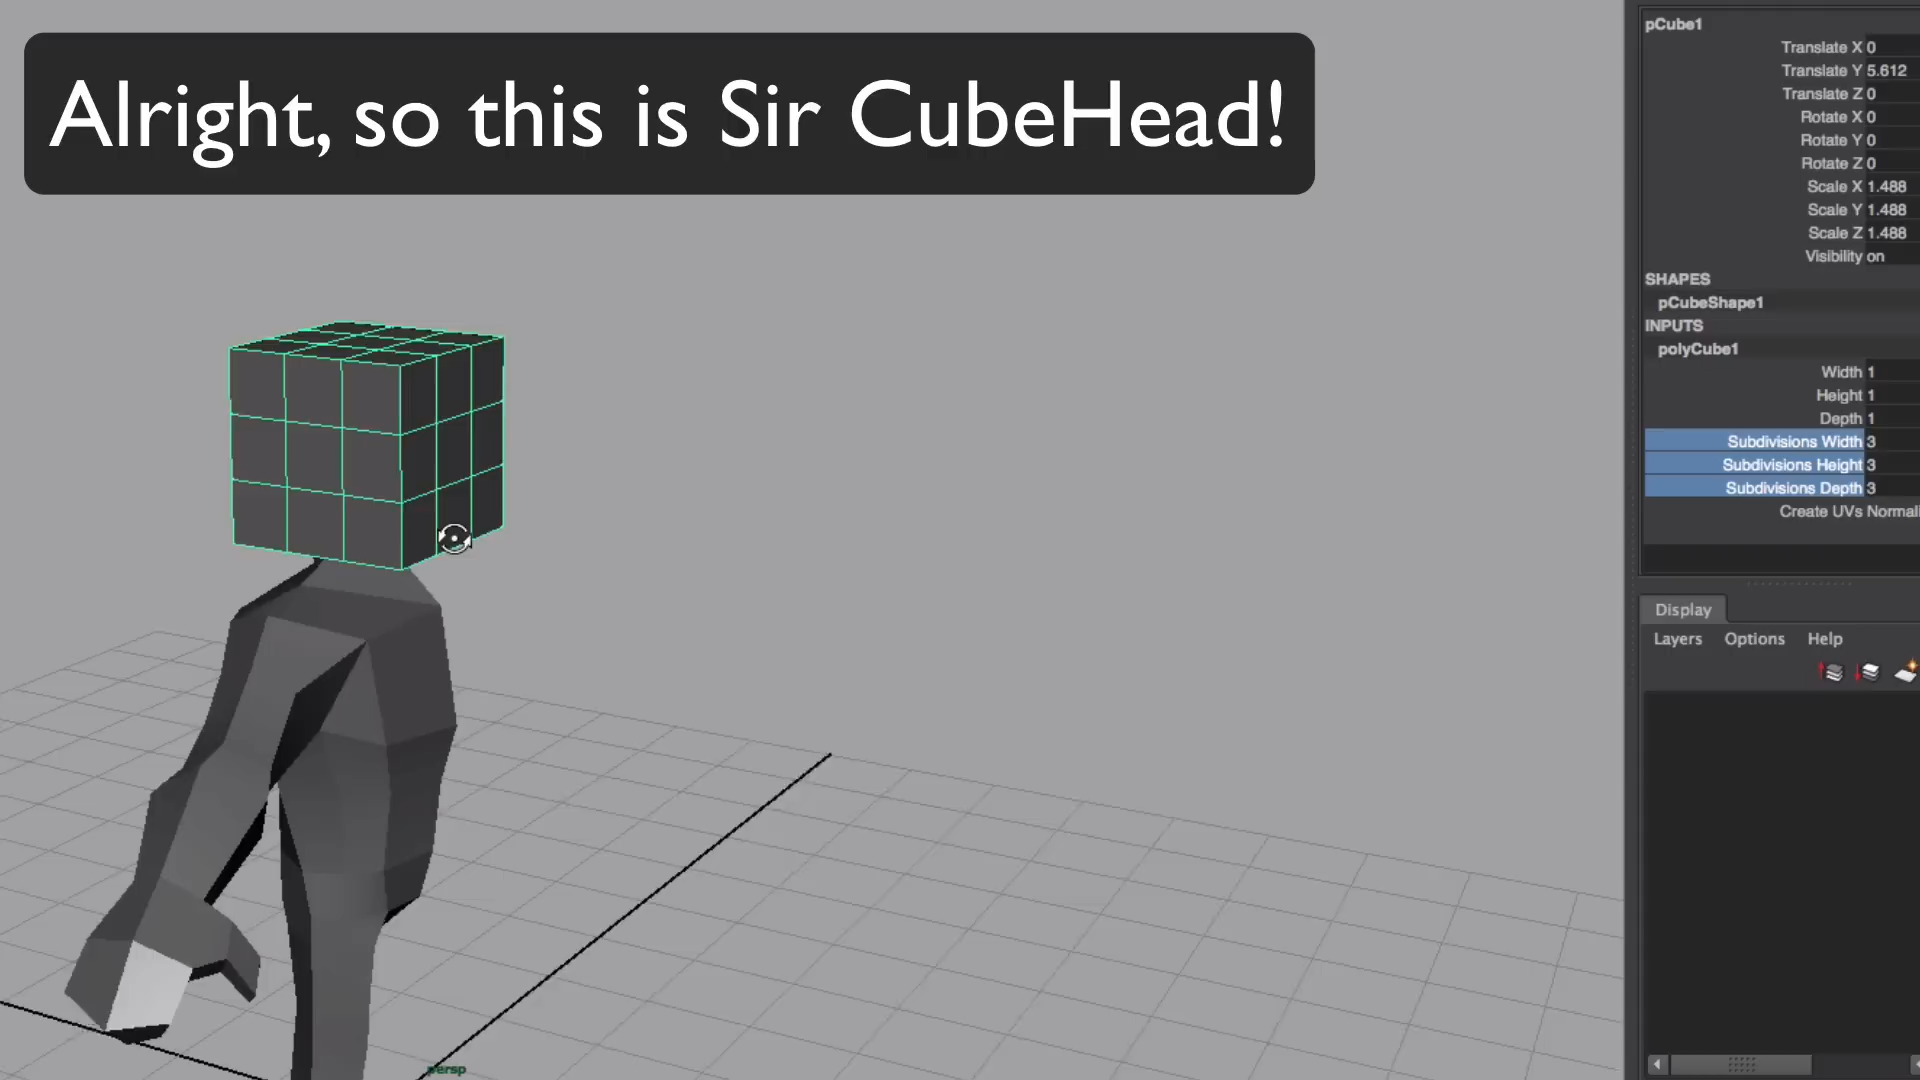 Alright, so this is Sir CubeHead!
pCube1
Translate X 0
Translate Y 5.612
Translate Z 0
Rotate X 0
Rotate Y 0
Rotate Z 0
Scale X 1.488
Scale Y 1.488
Scale Z 1.488
Visibility on
SHAPES
pCubeShape1
INPUTS
polyCube1
Width 1
Height 1
Depth 1
Subdivisions Width 3
Subdivisions Height 3
Subdivisions Depth 3
Create UVs Normali
Display
Layers Options Help
persp